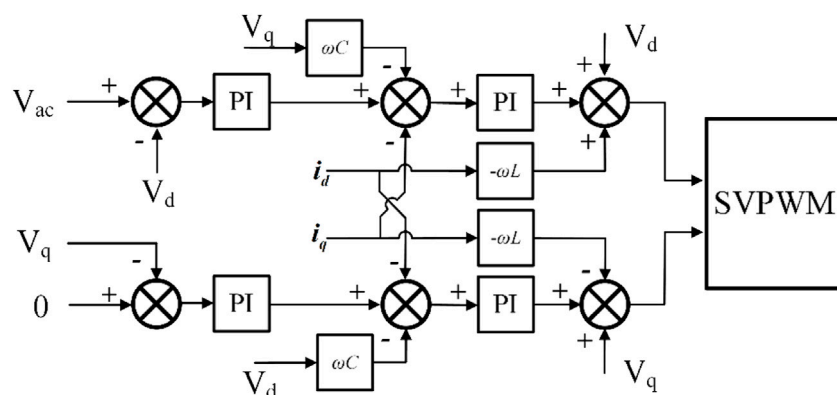 V_q ωC - V_d
+
V_ac + PI + + PI + SVPWM
- - +
V_d i_d -ωL
i_q -ωL
V_q - - -
0 + PI + + PI +
- +
V_d ωC V_q